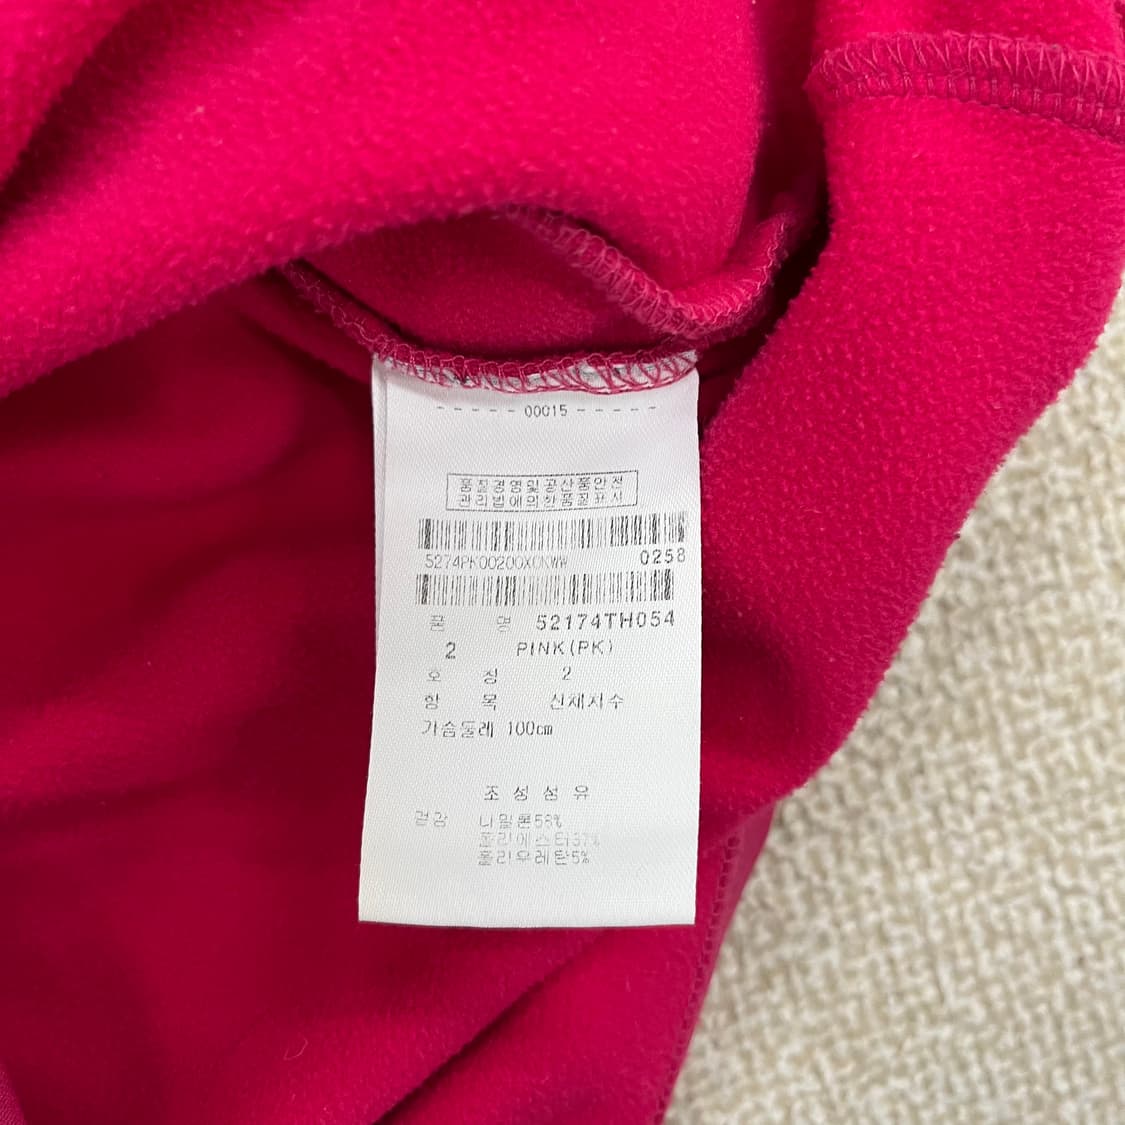 - - - - - 00015 - - - - -
품질경영및공산품안전
관리법에의한품질표시
0258
품 명 52174TH054
2 PINK(PK)
호 칭 2
항 목 신체치수
가슴둘레 100cm
조 성 섬 유
겉감 나일론58%
폴리에스터37%
폴리우레탄5%